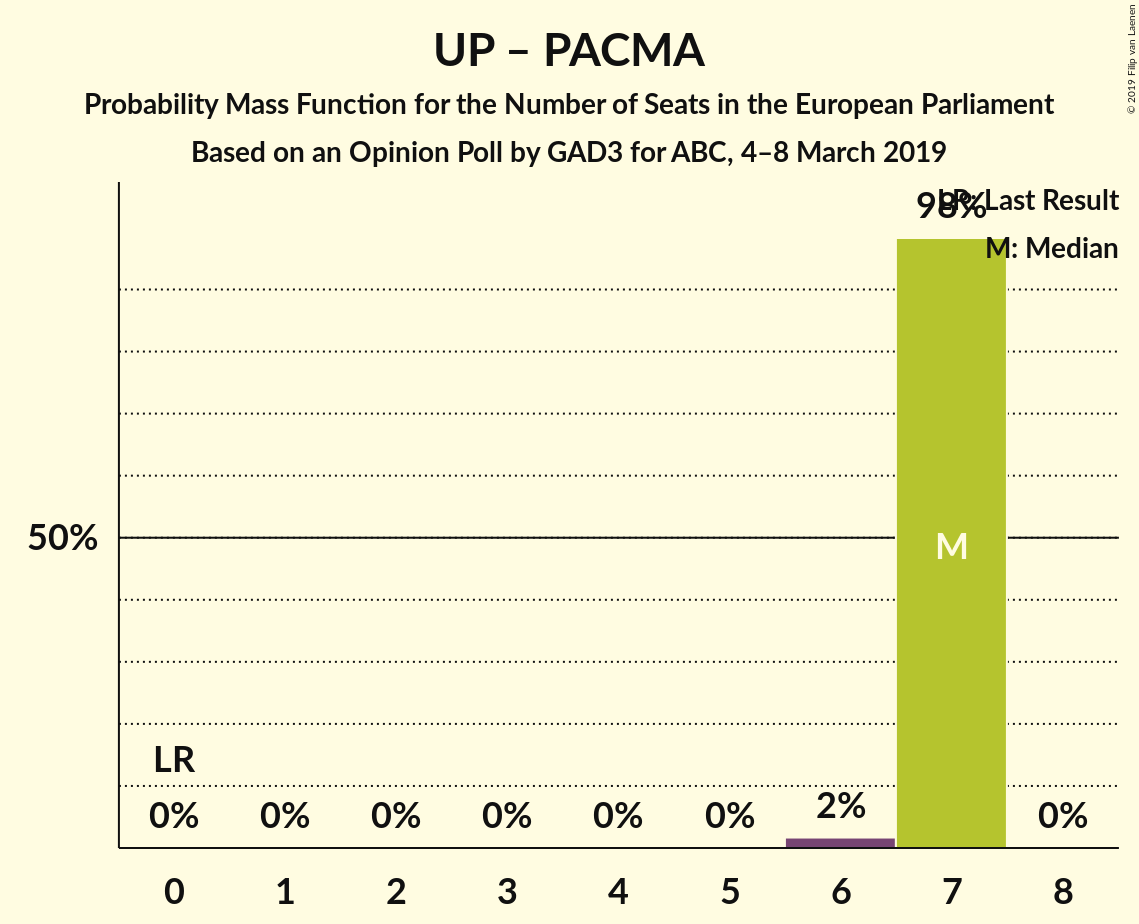 UP – PACMA
Probability Mass Function for the Number of Seats in the European Parliament
Based on an Opinion Poll by GAD3 for ABC, 4–8 March 2019
© 2019 Filip van Laenen
98%
LR: Last Result
M: Median
50%
M
LR
0% 0% 0% 0% 0% 0% 2% 0%
0 1 2 3 4 5 6 7 8